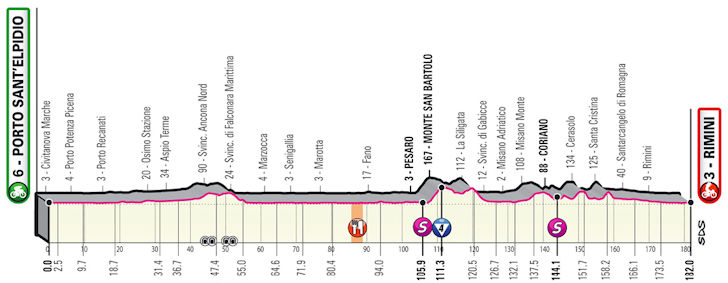 6 - PORTO SANT'ELPIDIO
3 - Civitanova Marche
4 - Porto Potenza Picena
3 - Porto Recanati
20 - Osimo Stazione
34 - Aspio Terme
90 - Svinc. Ancona Nord
24 - Svinc. di Falconara Marittima
4 - Marzocca
3 - Senigallia
3 - Marotta
17 - Fano
3 - PESARO
167 - MONTE SAN BARTOLO
112 - La Siligata
12 - Svinc. di Gabicce
2 - Misano Adriatico
108 - Misano Monte
88 - CORIANO
134 - Cerasolo
125 - Santa Cristina
40 - Santarcangelo di Romagna
9 - Rimini
3 - RIMINI
S
4
S
SDS
0
10
20
30
40
50
60
70
80
90
100
110
120
130
140
150
160
170
180
0.0
2.5
9.7
18.7
31.4
36.7
47.4
55.0
64.6
74.3
94.0
105.9
111.3
120.5
126.7
132.1
137.5
144.1
151.7
157.2
165.1
173.5
182.0